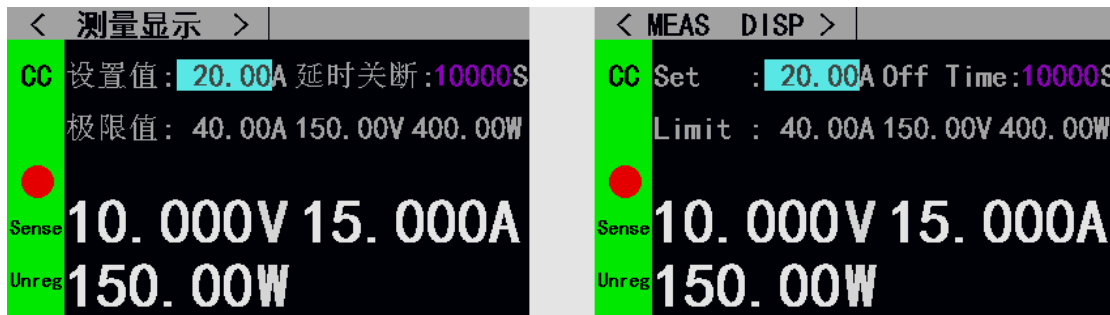 < 测量显示 >
CC 设置值: 20.00A 延时关断:10000S
极限值: 40.00A 150.00V 400.00W
Sense 10.000V 15.000A
Unreg 150.00W
< MEAS DISP >
CC Set : 20.00A Off Time:10000S
Limit : 40.00A 150.00V 400.00W
Sense 10.000V 15.000A
Unreg 150.00W